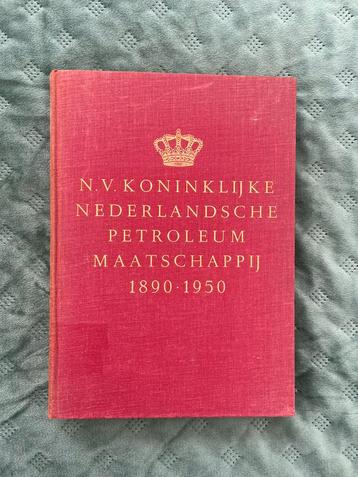 N.V. KONINKLIJKE
NEDERLANDSCHE
PETROLEUM
MAATSCHAPPIJ
1890·1950